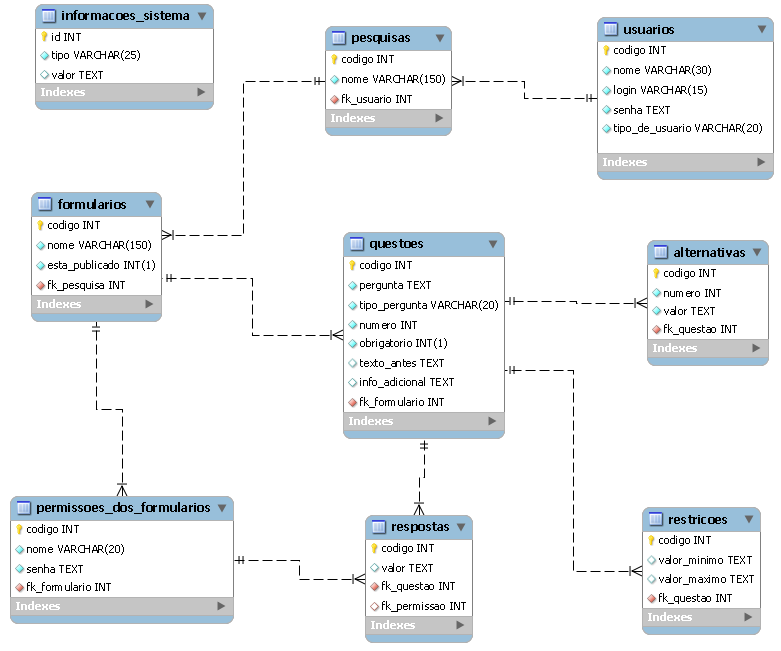 informacoes_sistema
id INT
tipo VARCHAR(25)
valor TEXT
Indexes
pesquisas
codigo INT
nome VARCHAR(150)
fk_usuario INT
Indexes
usuarios
codigo INT
nome VARCHAR(30)
login VARCHAR(15)
senha TEXT
tipo_de_usuario VARCHAR(20)
Indexes
formularios
codigo INT
nome VARCHAR(150)
esta_publicado INT(1)
fk_pesquisa INT
Indexes
questoes
codigo INT
pergunta TEXT
tipo_pergunta VARCHAR(20)
numero INT
obrigatorio INT(1)
texto_antes TEXT
info_adicional TEXT
fk_formulario INT
Indexes
alternativas
codigo INT
numero INT
valor TEXT
fk_questao INT
Indexes
permissoes_dos_formularios
codigo INT
nome VARCHAR(20)
senha TEXT
fk_formulario INT
Indexes
respostas
codigo INT
valor TEXT
fk_questao INT
fk_permissao INT
Indexes
restricoes
codigo INT
valor_minimo TEXT
valor_maximo TEXT
fk_questao INT
Indexes